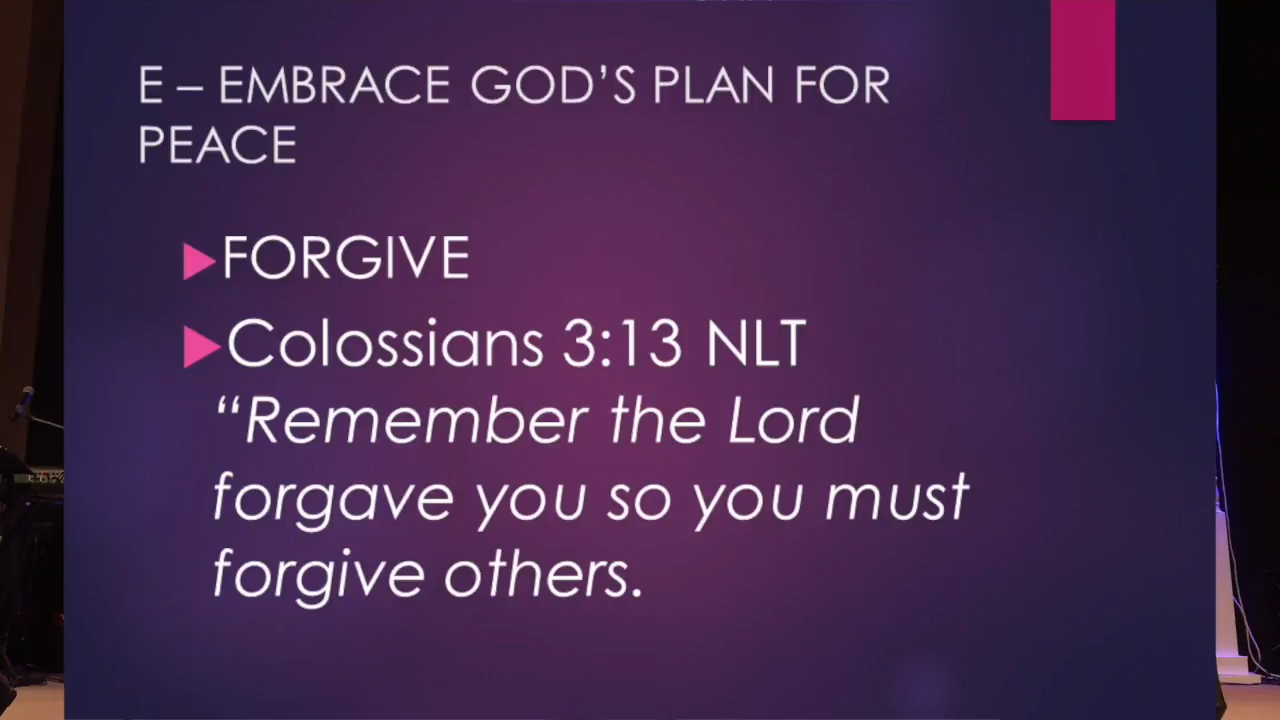 E – EMBRACE GOD’S PLAN FOR
PEACE
FORGIVE
Colossians 3:13 NLT
“Remember the Lord
forgave you so you must
forgive others.